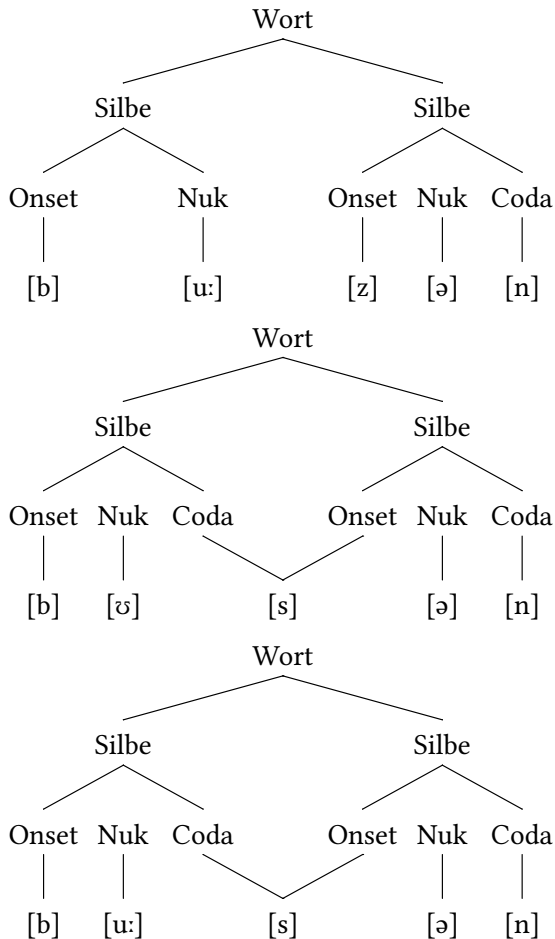 Wort
Silbe Silbe
Onset Nuk Onset Nuk Coda
[b] [uː] [z] [ə] [n]
Wort
Silbe Silbe
Onset Nuk Coda Onset Nuk Coda
[b] [ʊ] [s] [ə] [n]
Wort
Silbe Silbe
Onset Nuk Coda Onset Nuk Coda
[b] [uː] [s] [ə] [n]